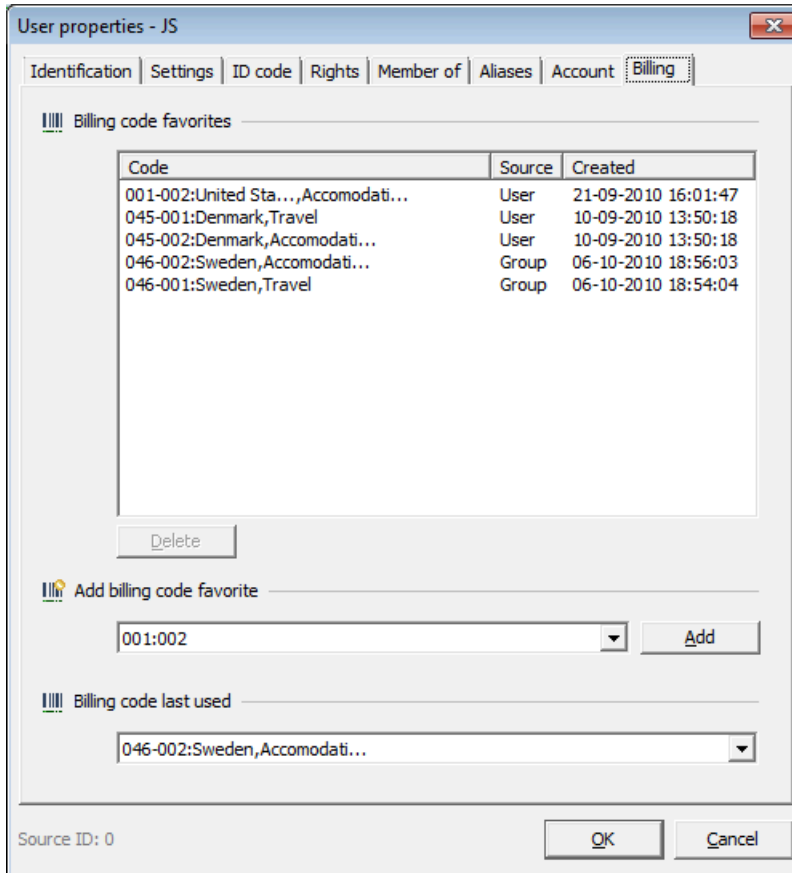 User properties - JS
Identification Settings ID code Rights Member of Aliases Account Billing
Billing code favorites
Code Source Created
001-002:United Sta...,Accomodati... User 21-09-2010 16:01:47
045-001:Denmark,Travel User 10-09-2010 13:50:18
045-002:Denmark,Accomodati... User 10-09-2010 13:50:18
046-002:Sweden,Accomodati... Group 06-10-2010 18:56:03
046-001:Sweden,Travel Group 06-10-2010 18:54:04
Delete
Add billing code favorite
001:002 Add
Billing code last used
046-002:Sweden,Accomodati...
Source ID: 0 OK Cancel